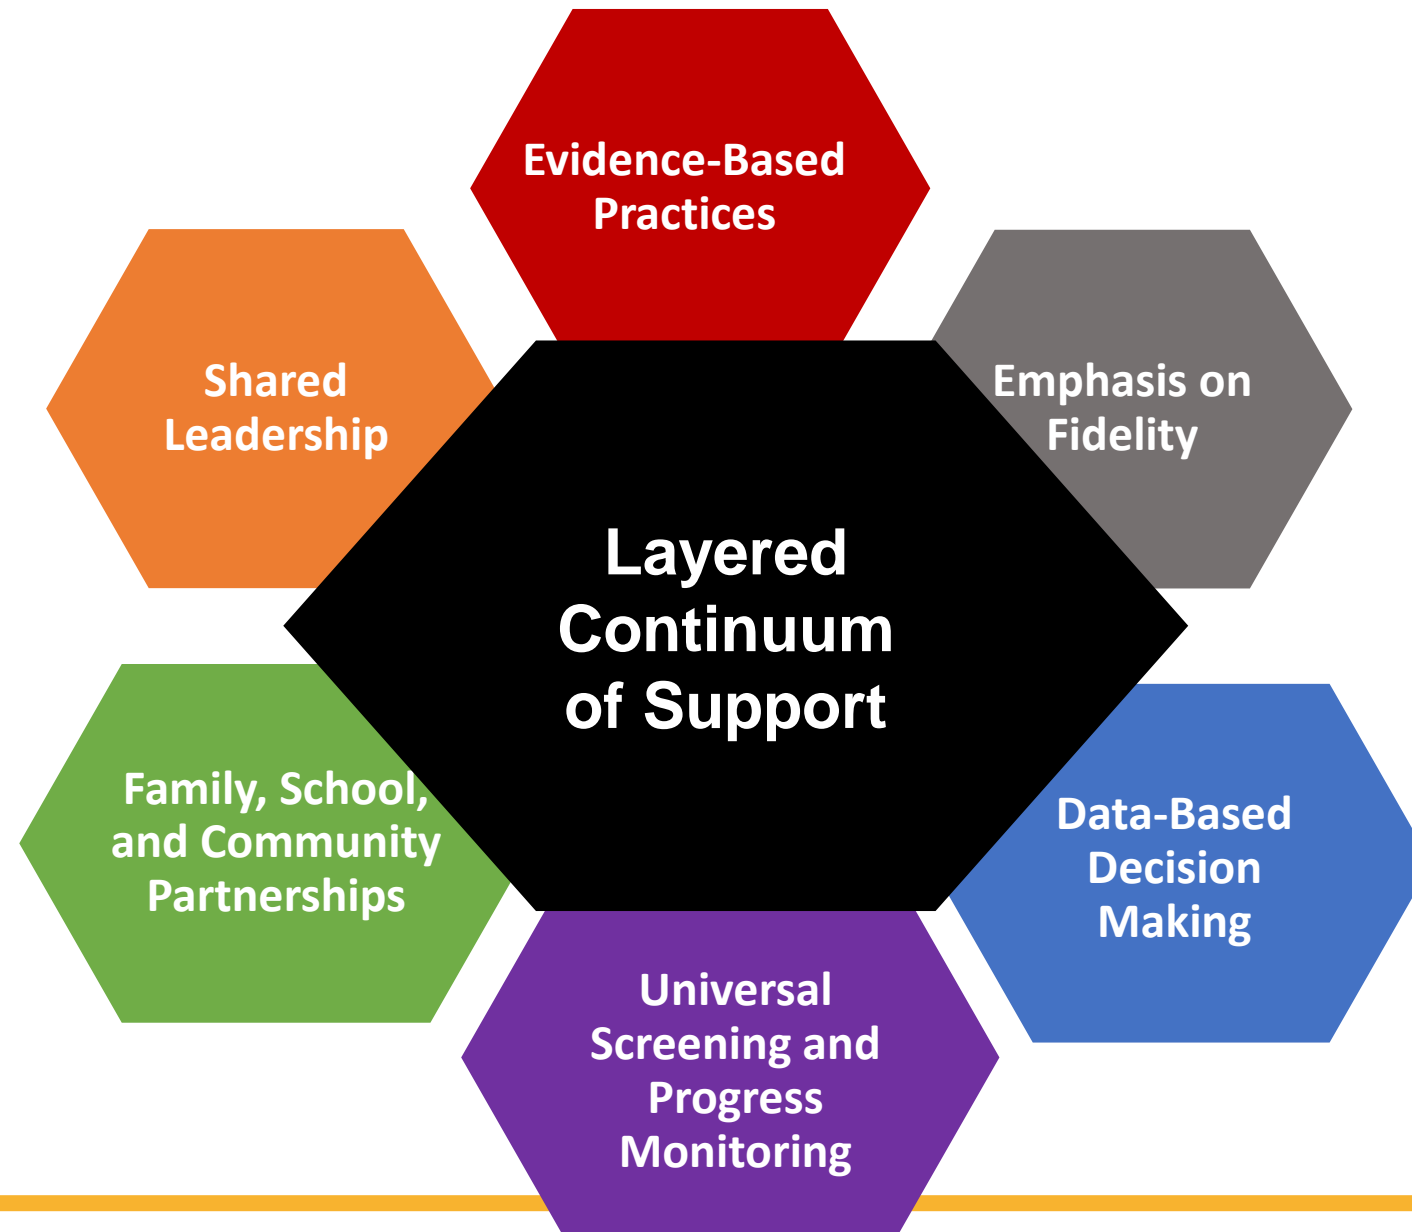 Evidence-Based
Practices
Shared
Leadership
Emphasis on
Fidelity
Layered
Continuum
of Support
Family, School,
and Community
Partnerships
Data-Based
Decision
Making
Universal
Screening and
Progress
Monitoring